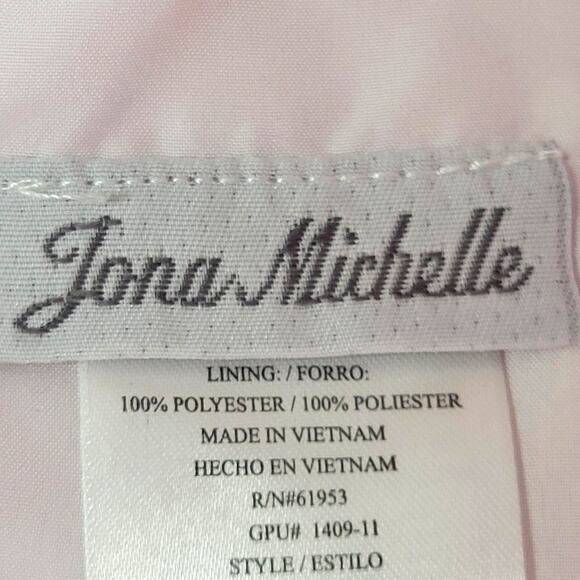 Jona Michelle
LINING: / FORRO:
100% POLYESTER / 100% POLIESTER
MADE IN VIETNAM
HECHO EN VIETNAM
R/N#61953
GPU# 1409-11
STYLE / ESTILO